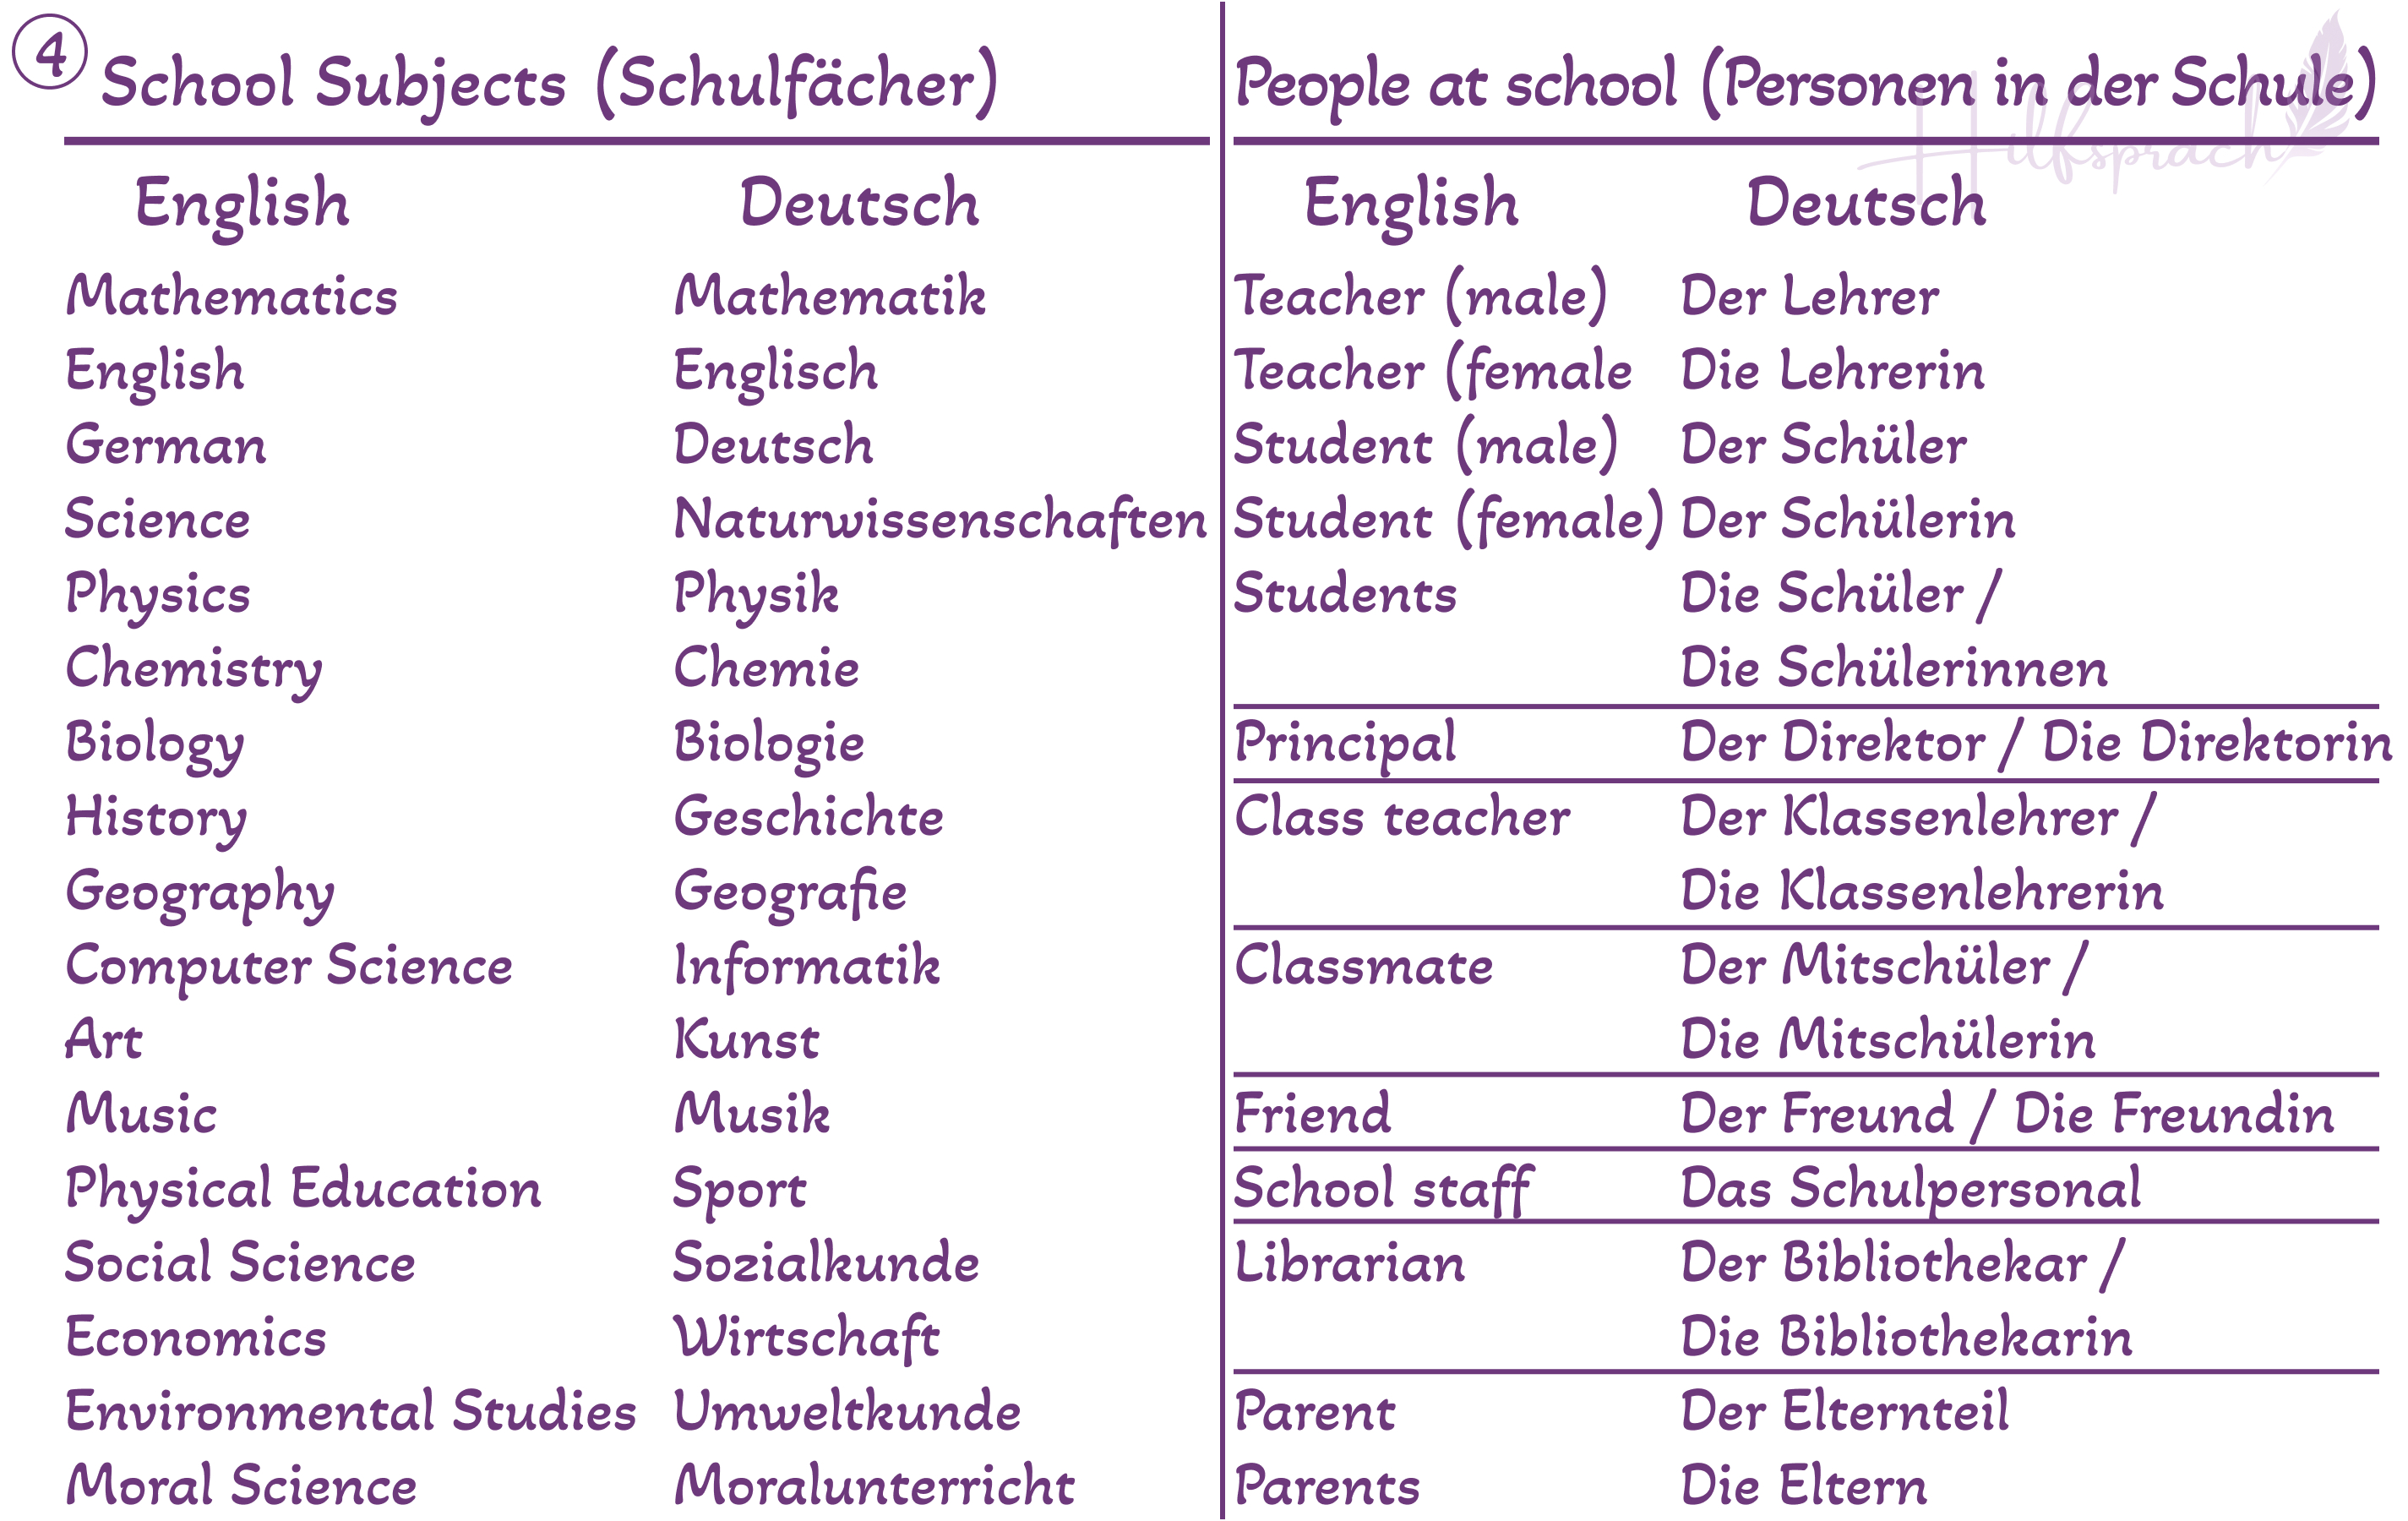 4
School Subjects (Schulfächer)
English Deutsch
Mathematics Mathematik
English Englisch
German Deutsch
Science Naturwissenschaften
Physics Physik
Chemistry Chemie
Biology Biologie
History Geschichte
Geography Geografie
Computer Science Informatik
Art Kunst
Music Musik
Physical Education Sport
Social Science Sozialkunde
Economics Wirtschaft
Environmental Studies Umweltkunde
Moral Science Moralunterricht
People at school (Personen in der Schule)
Hilfksprach
English Deutsch
Teacher (male) Der Lehrer
Teacher (female Die Lehrerin
Student (male) Der Schüler
Student (female) Der Schülerin
Students Die Schüler /
Die Schülerinnen
Principal Der Direktor / Die Direktorin
Class teacher Der Klassenlehrer /
Die Klassenlehrerin
Classmate Der Mitschüler /
Die Mitschülerin
Friend Der Freund / Die Freundin
School staff Das Schulpersonal
Librarian Der Bibliothekar /
Die Bibliothekarin
Parent Der Elternteil
Parents Die Eltern